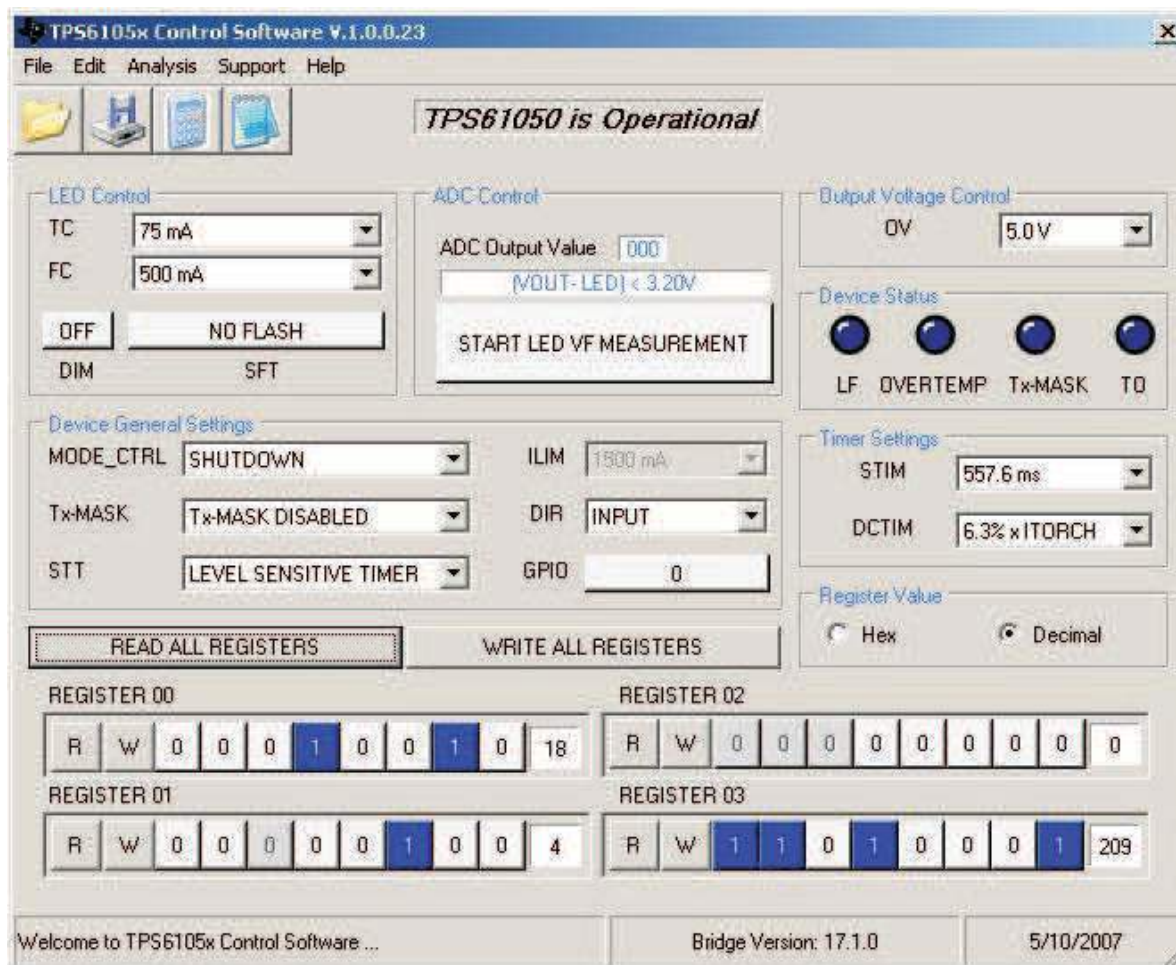 TPS6105x Control Software V.1.0.0.23
File Edit Analysis Support Help
TPS61050 is Operational
LED Control
TC 75 mA
FC 500 mA
OFF NO FLASH
DIM SFT
ADC Control
ADC Output Value 000
(VOUT- LED) < 3.20V
START LED VF MEASUREMENT
Output Voltage Control
OV 5.0 V
Device Status
LF OVERTEMP Tx-MASK TO
Device General Settings
MODE_CTRL SHUTDOWN ILIM 1500 mA
Tx-MASK Tx-MASK DISABLED DIR INPUT
STT LEVEL SENSITIVE TIMER GPIO 0
Timer Settings
STIM 557.6 ms
DCTIM 6.3% x ITORCH
Register Value
Hex Decimal
READ ALL REGISTERS WRITE ALL REGISTERS
REGISTER 00
R W 0 0 0 1 0 0 1 0 18
REGISTER 02
R W 0 0 0 0 0 0 0 0 0
REGISTER 01
R W 0 0 0 0 0 1 0 0 4
REGISTER 03
R W 1 1 0 1 0 0 0 1 209
Welcome to TPS6105x Control Software ... Bridge Version: 17.1.0 5/10/2007